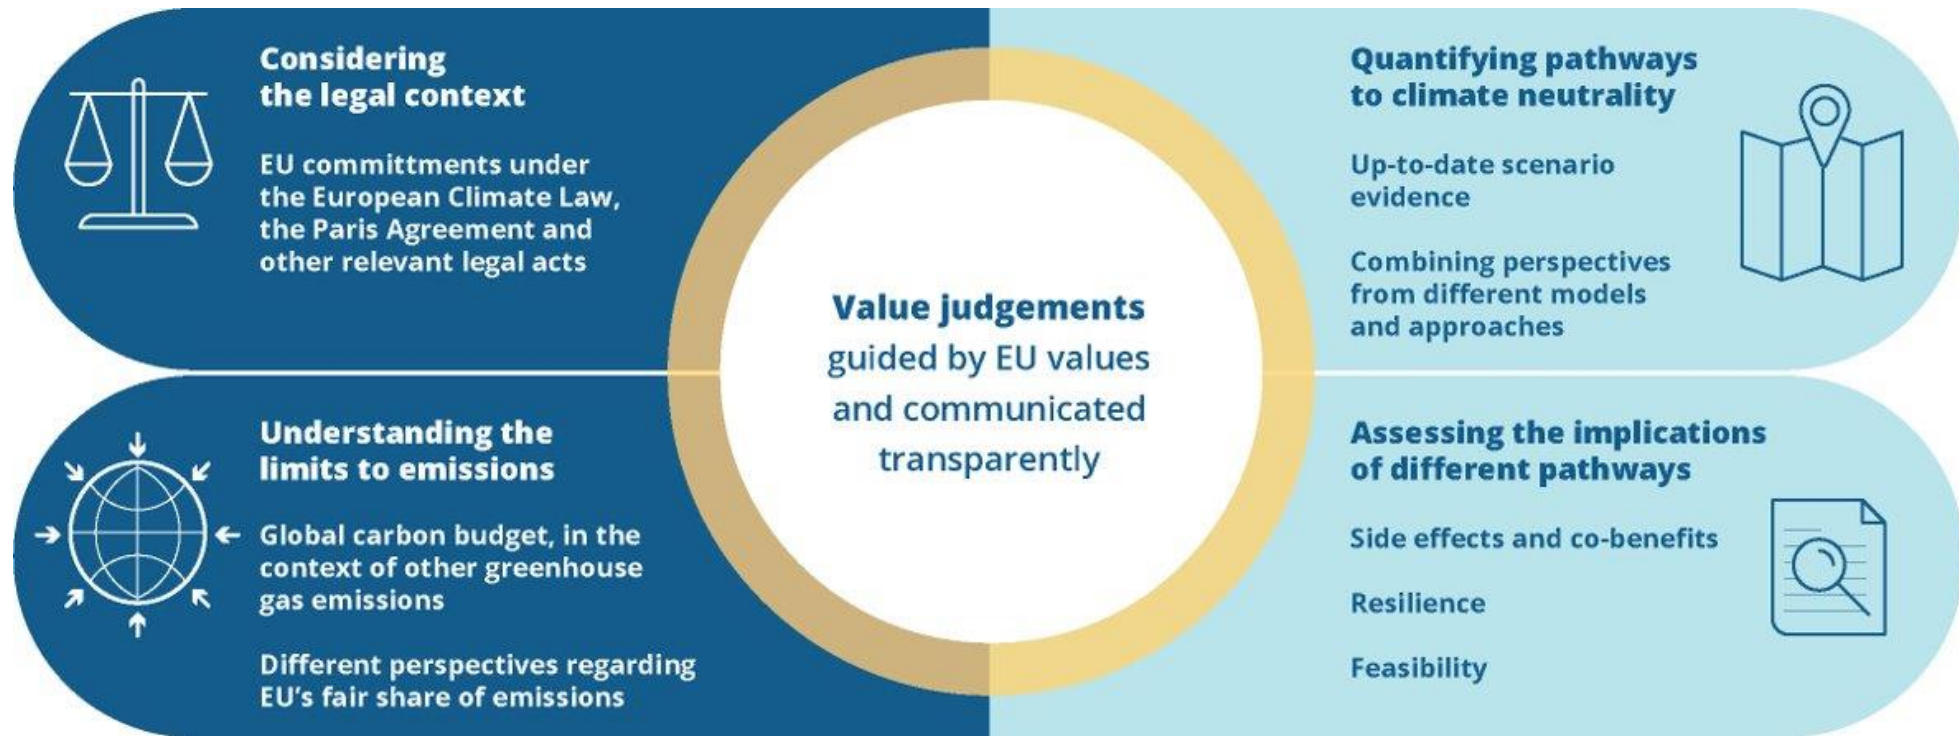 Considering
the legal context
EU committments under
the European Climate Law,
the Paris Agreement and
other relevant legal acts
Understanding the
limits to emissions
Global carbon budget, in the
context of other greenhouse
gas emissions
Different perspectives regarding
EU’s fair share of emissions
Value judgements
guided by EU values
and communicated
transparently
Quantifying pathways
to climate neutrality
Up-to-date scenario
evidence
Combining perspectives
from different models
and approaches
Assessing the implications
of different pathways
Side effects and co-benefits
Resilience
Feasibility